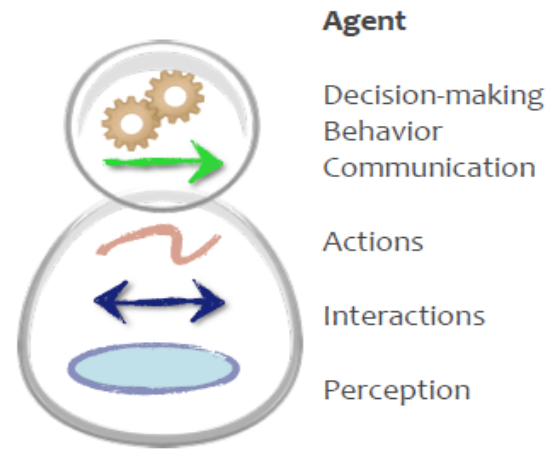 Agent
Decision-making
Behavior
Communication
Actions
Interactions
Perception